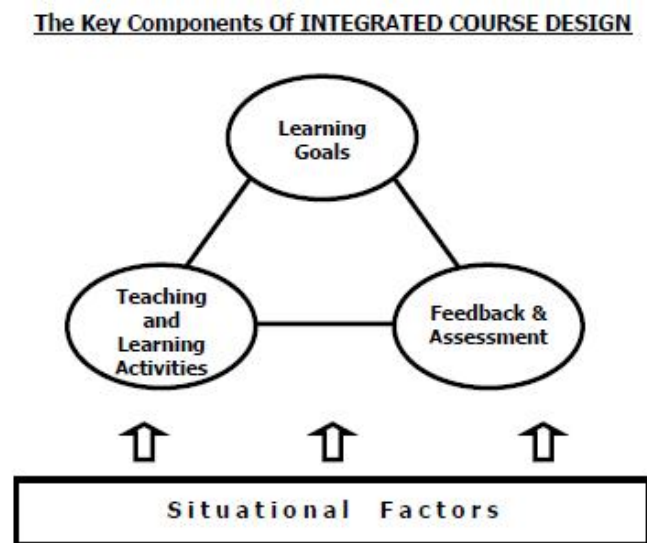 The Key Components Of INTEGRATED COURSE DESIGN
Learning
Goals
Teaching
and
Learning
Activities
Feedback &
Assessment
Situational Factors